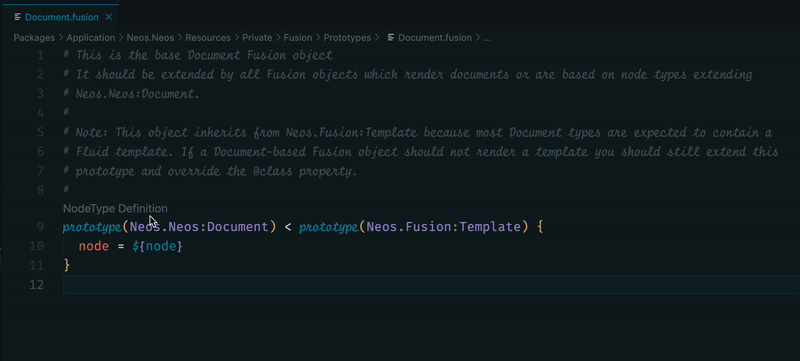 Document.fusion ×
Packages > Application > Neos.Neos > Resources > Private > Fusion > Prototypes > Document.fusion > ...
1 # This is the base Document Fusion object
2 # It should be extended by all Fusion objects which render documents or are based on node types extending
3 # Neos.Neos:Document.
4 #
5 # Note: This object inherits from Neos.Fusion:Template because most Document types are expected to contain a
6 # Fluid template. If a Document-based Fusion object should not render a template you should still extend this
7 # prototype and override the @class property.
8 #
NodeType Definition
9 prototype(Neos.Neos:Document) < prototype(Neos.Fusion:Template) {
10 node = ${node}
11 }
12